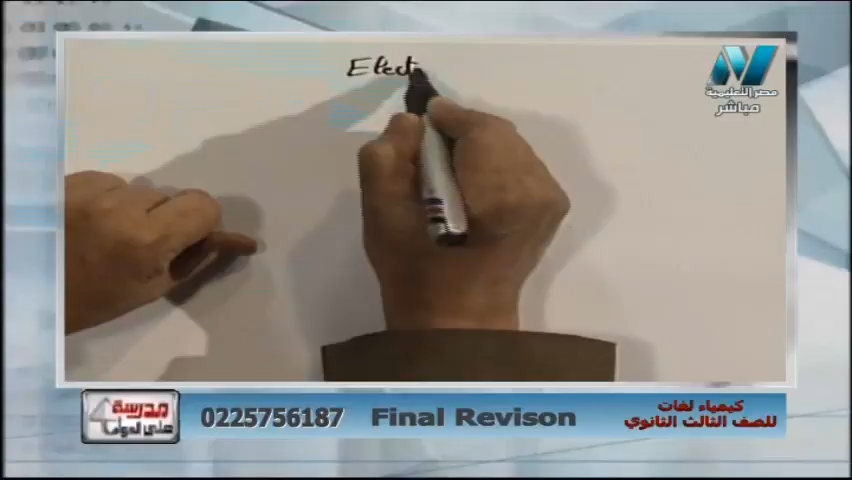 Elect
مصر التعليمية
مباشر
مدرسة
على الهواء
0225756187
Final Revison
كيمياء لغات
للصف الثالث الثانوي